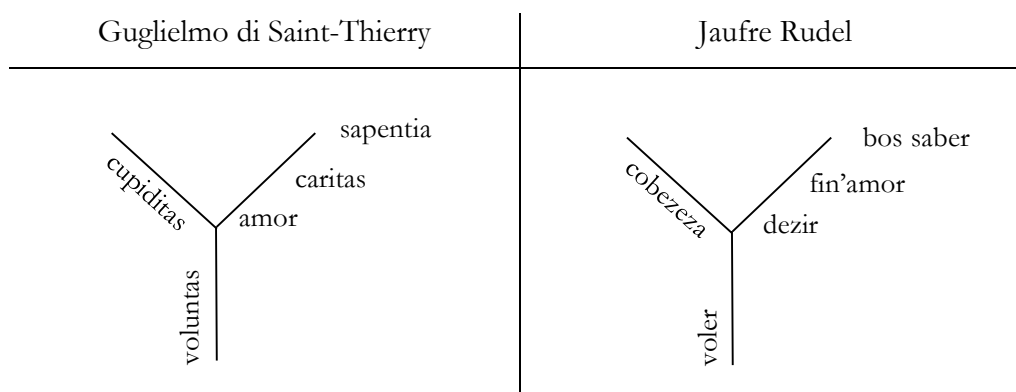 Guglielmo di Saint-Thierry
Jaufre Rudel
sapentia
caritas
cupiditas
amor
voluntas
bos saber
fin’amor
cobezeza
dezir
voler